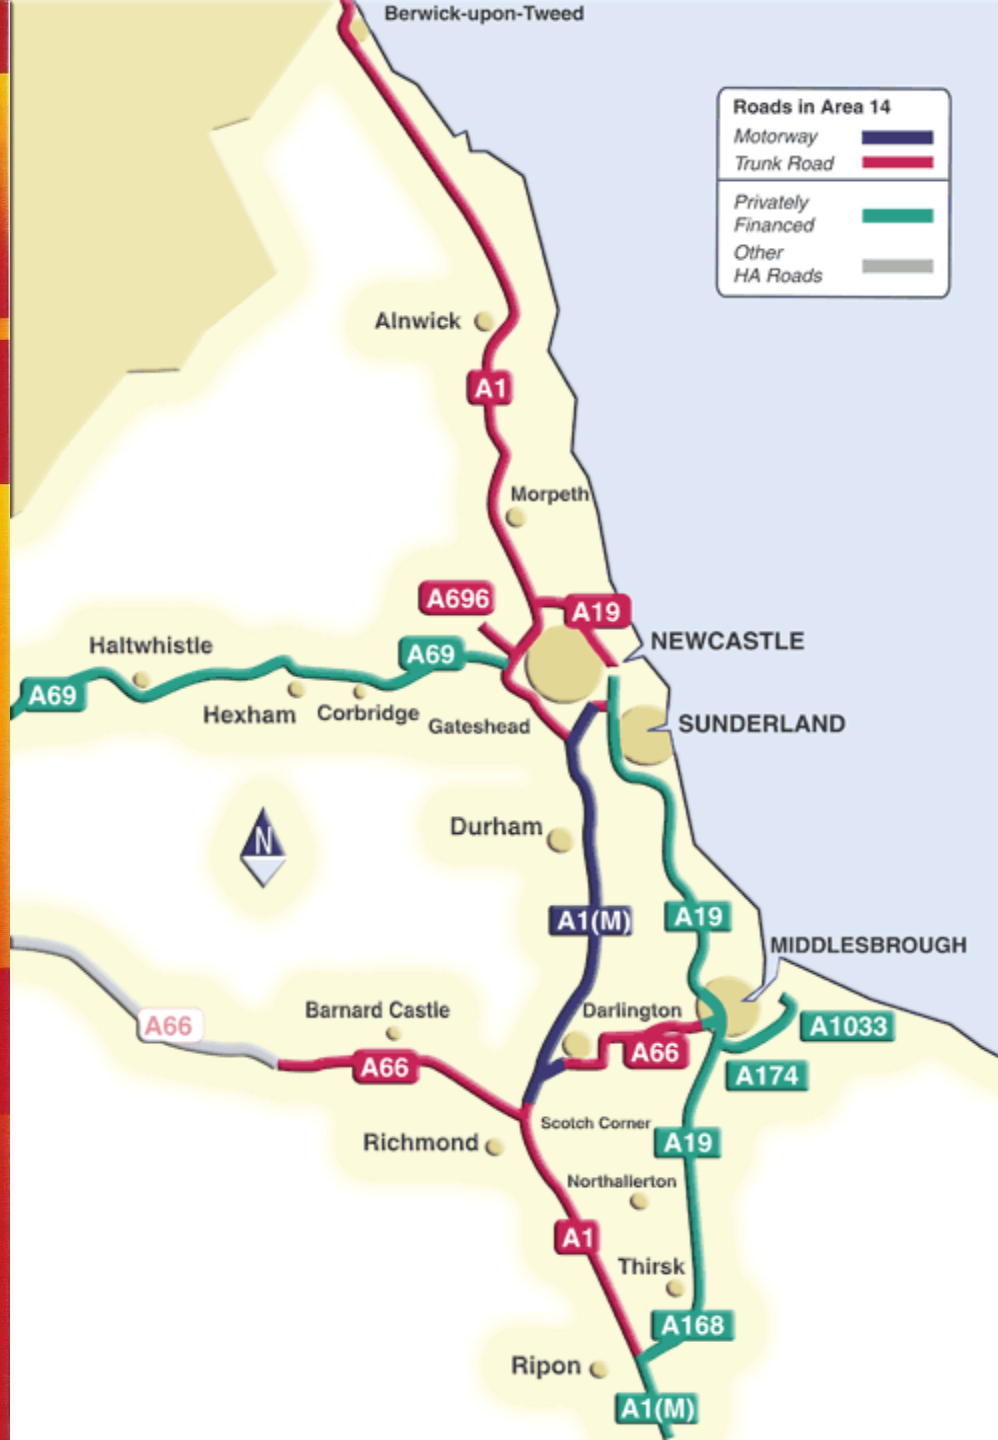 Berwick-upon-Tweed
Roads in Area 14
Motorway
Trunk Road
Privately
Financed
Other
HA Roads
Alnwick
A1
Morpeth
A696
A19
NEWCASTLE
Haltwhistle
A69
A69
Hexham
Corbridge
Gateshead
SUNDERLAND
Durham
N
A1(M)
A19
MIDDLESBROUGH
Barnard Castle
Darlington
A66
A1033
A66
A66
A174
Scotch Corner
Richmond
A19
Northallerton
A1
Thirsk
A168
Ripon
A1(M)